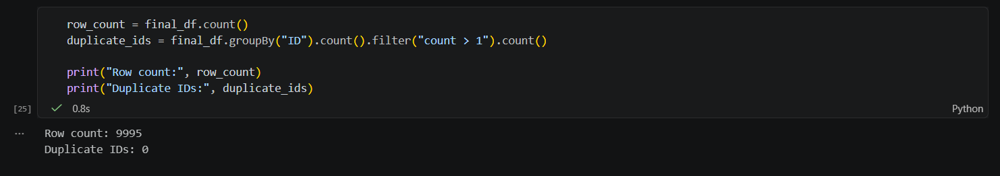 row_count = final_df.count()
duplicate_ids = final_df.groupBy("ID").count().filter("count > 1").count()
print("Row count:", row_count)
print("Duplicate IDs:", duplicate_ids)
[25]
0.8s
Python
...
Row count: 9995
Duplicate IDs: 0